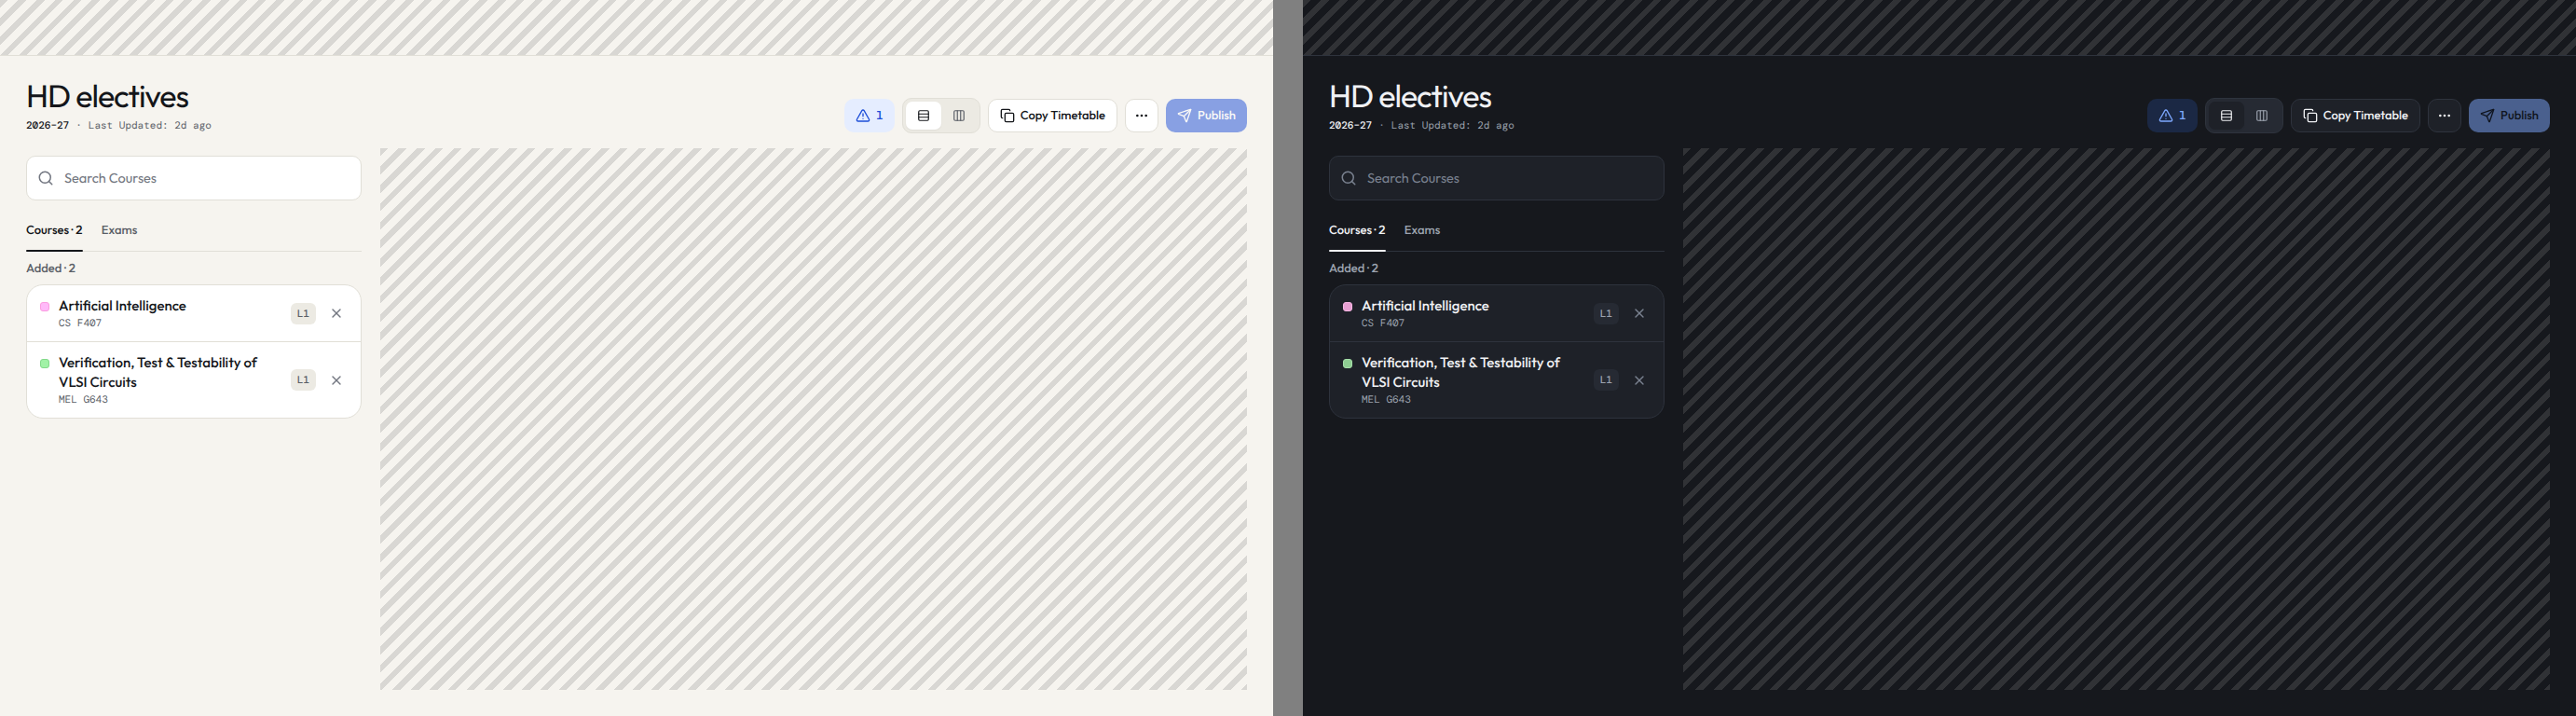 HD electives
2026-27 · Last Updated: 2d ago
1
Copy Timetable
Publish
Search Courses
Courses · 2
Exams
Added · 2
Artificial Intelligence
CS F407
L1
Verification, Test & Testability of
VLSI Circuits
MEL G643
L1
HD electives
2026-27 · Last Updated: 2d ago
1
Copy Timetable
Publish
Search Courses
Courses · 2
Exams
Added · 2
Artificial Intelligence
CS F407
L1
Verification, Test & Testability of
VLSI Circuits
MEL G643
L1